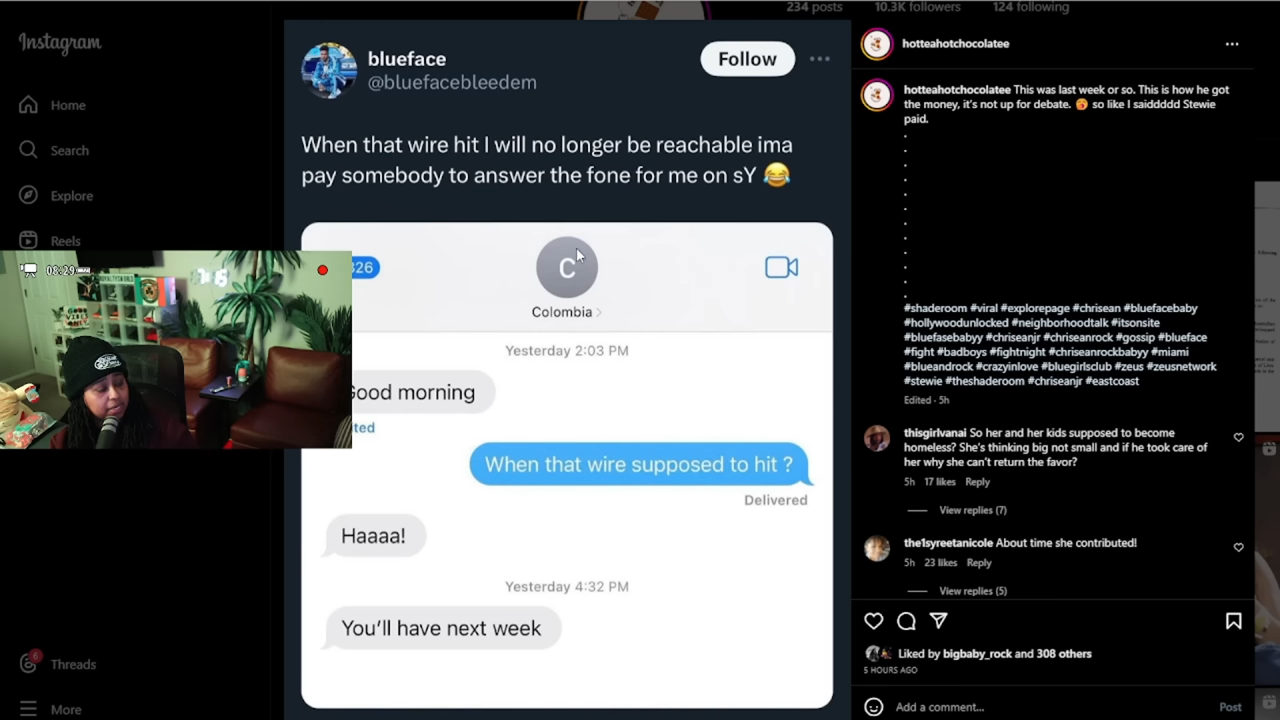 234 posts 10.3K followers 124 following
Instagram
Home
Search
Explore
Reels
6
Threads
More
08:29
blueface
@bluefacebleedem
Follow
When that wire hit I will no longer be reachable ima
pay somebody to answer the fone for me on sY 😂
326
C
Colombia
Yesterday 2:03 PM
Good morning
When that wire supposed to hit ?
Delivered
Haaaa!
Yesterday 4:32 PM
You'll have next week
hotteahotchocolatee
hotteahotchocolatee This was last week or so. This is how he got
the money, it's not up for debate. so like I saiddddd Stewie
paid.
.
.
.
.
.
.
.
.
.
.
.
.
#shaderoom #viral #explorepage #chrisean #bluefacebaby
#hollywoodunlocked #neighborhoodtalk #itsonsite
#bluefasebabyy #chriseanjr #chriseanrock #gossip #blueface
#fight #badboys #fightnight #chriseanrockbabyy #miami
#blueandrock #crazyinlove #bluegirlsclub #zeus #zeusnetwork
#stewie #theshaderoom #chriseanjr #eastcoast
Edited · 5h
thisgirlvanai So her and her kids supposed to become
homeless? She's thinking big not small and if he took care of
her why she can't return the favor?
5h 17 likes Reply
View replies (7)
the1syreetanicole About time she contributed!
5h 23 likes Reply
View replies (5)
Liked by bigbaby_rock and 308 others
5 HOURS AGO
Add a comment...
Post